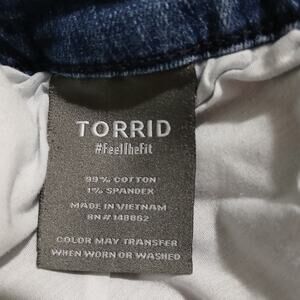 TORRID
#FeelTheFit
99% COTTON
1% SPANDEX
MADE IN VIETNAM
RN# 148862
COLOR MAY TRANSFER
WHEN WORN OR WASHED